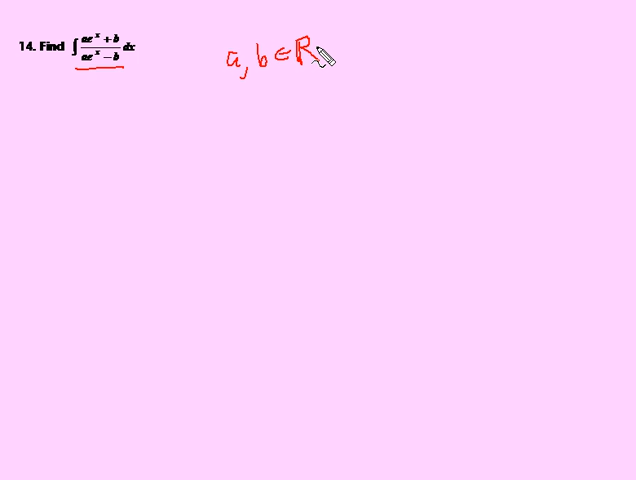 14. Find ∫ (ae^x + b)/(ae^x − b) dx
a, b ∈ ℝ